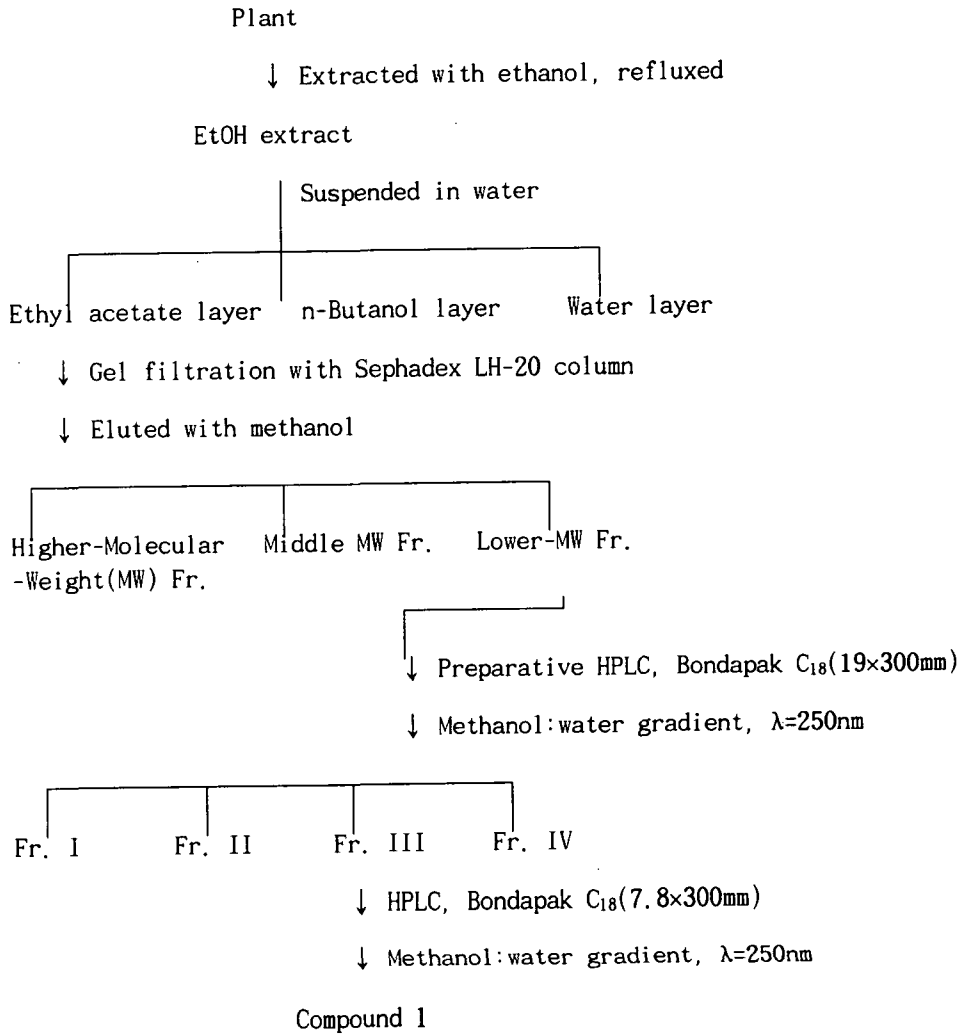 Plant
↓ Extracted with ethanol, refluxed
EtOH extract
Suspended in water
Ethyl acetate layer n-Butanol layer Water layer
↓ Gel filtration with Sephadex LH-20 column
↓ Eluted with methanol
Higher-Molecular Middle MW Fr. Lower-MW Fr.
-Weight(MW) Fr.
↓ Preparative HPLC, Bondapak C₁₈(19×300mm)
↓ Methanol:water gradient, λ=250nm
Fr. I Fr. II Fr. III Fr. IV
↓ HPLC, Bondapak C₁₈(7.8×300mm)
↓ Methanol:water gradient, λ=250nm
Compound 1